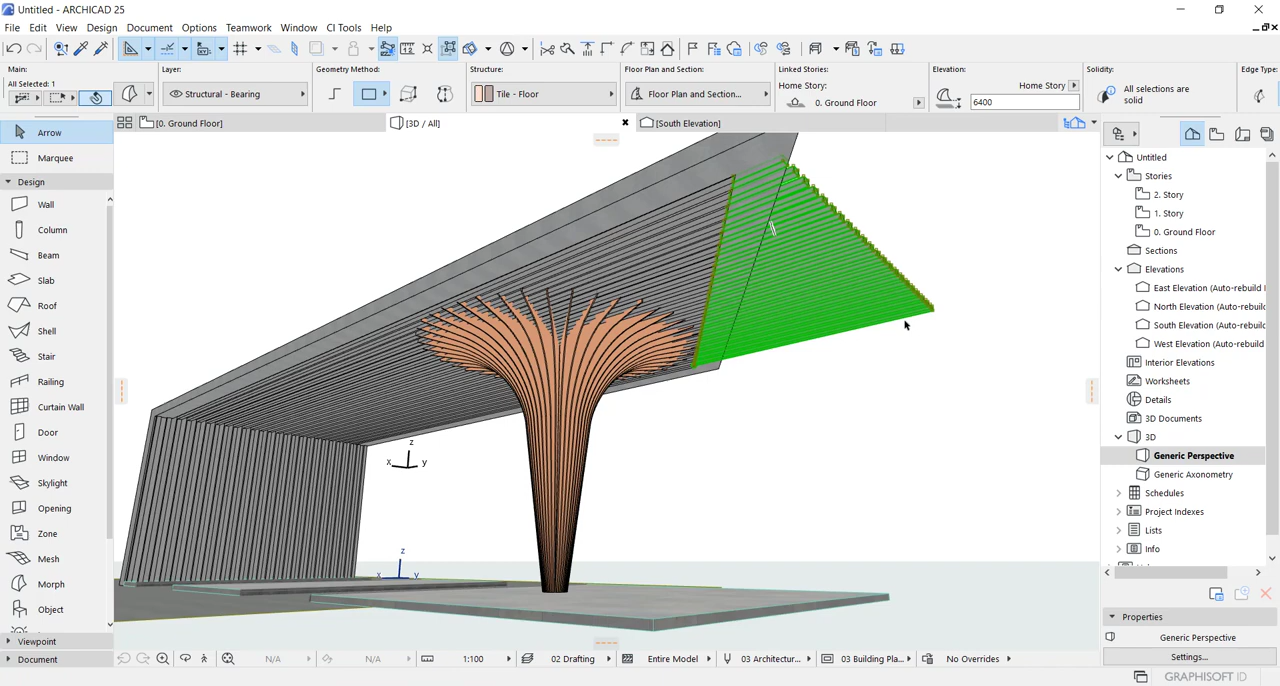 Untitled - ARCHICAD 25
File Edit View Design Document Options Teamwork Window CI Tools Help
Main: Layer: Geometry Method: Structure: Floor Plan and Section: Linked Stories: Elevation: Solidity: Edge Type:
All Selected: 1
Structural - Bearing
Tile - Floor
Floor Plan and Section...
Home Story:
0. Ground Floor
Home Story
6400
All selections are
solid
[0. Ground Floor]
[3D / All]
[South Elevation]
Arrow
Marquee
Design
Wall
Column
Beam
Slab
Roof
Shell
Stair
Railing
Curtain Wall
Door
Window
Skylight
Opening
Zone
Mesh
Morph
Object
Viewpoint
Document
z
x
y
z
x
y
Untitled
Stories
2. Story
1. Story
0. Ground Floor
Sections
Elevations
East Elevation (Auto-rebuild
North Elevation (Auto-rebuil
South Elevation (Auto-rebuild
West Elevation (Auto-rebuild
Interior Elevations
Worksheets
Details
3D Documents
3D
Generic Perspective
Generic Axonometry
Schedules
Project Indexes
Lists
Info
Properties
Generic Perspective
Settings...
N/A N/A 1:100 02 Drafting Entire Model 03 Architectur... 03 Building Pla... No Overrides
GRAPHISOFT ID